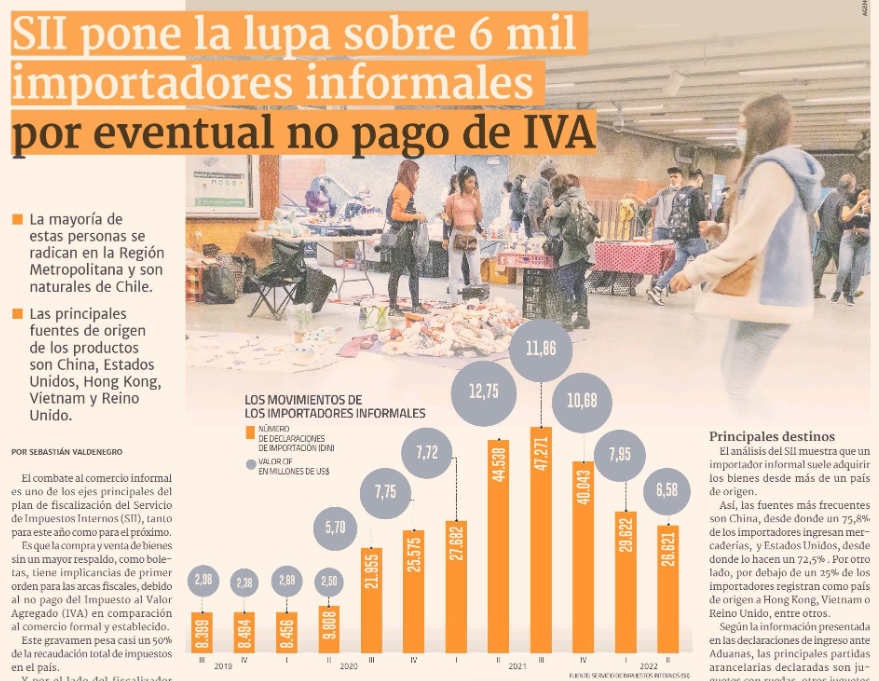 SII pone la lupa sobre 6 mil
importadores informales
por eventual no pago de IVA
La mayoría de
estas personas se
radican en la Región
Metropolitana y son
naturales de Chile.
Las principales
fuentes de origen
de los productos
son China, Estados
Unidos, Hong Kong,
Vietnam y Reino
Unido.
POR SEBASTIÁN VALDENEGRO
El combate al comercio informal
es uno de los ejes principales del
plan de fiscalización del Servicio
de Impuestos Internos (SII), tanto
para este año como para el próximo.
Es que la compra y venta de bienes
sin un mayor respaldo, como bole-
tas, tiene implicancias de primer
orden para las arcas fiscales, debido
al no pago del Impuesto al Valor
Agregado (IVA) en comparación
al comercio formal y establecido.
Este gravamen pesa casi un 50%
de la recaudación total de impuestos
en el país.
Y por el lado del fiscalizador
LOS MOVIMIENTOS DE
LOS IMPORTADORES INFORMALES
NÚMERO
DE DECLARACIONES
DE IMPORTACIÓN (DIN)
VALOR CIF
EN MILLONES DE US$
2,98
2,38
2,89
2,50
5,70
7,75
7,72
12,75
11,86
10,68
7,95
6,58
8.399
8.494
8.456
9.808
21.955
25.575
27.682
44.538
47.271
40.043
29.622
26.621
III IV I II III IV I II III IV I II
2019 2020 2021 2022
FUENTE: SERVICIO DE IMPUESTOS INTERNOS (SII).
Principales destinos
El análisis del SII muestra que un
importador informal suele adquirir
los bienes desde más de un país
de origen.
Así, las fuentes más frecuentes
son China, desde donde un 75,8%
de los importadores ingresan mer-
caderías, y Estados Unidos, desde
donde lo hacen un 72,5% . Por otro
lado, por debajo de un 25% de los
importadores registran como país
de origen a Hong Kong, Vietnam o
Reino Unido, entre otros.
Según la información presentada
en las declaraciones de ingreso ante
Aduanas, las principales partidas
arancelarias declaradas son ju-
guetes con ruedas, otros juguetes